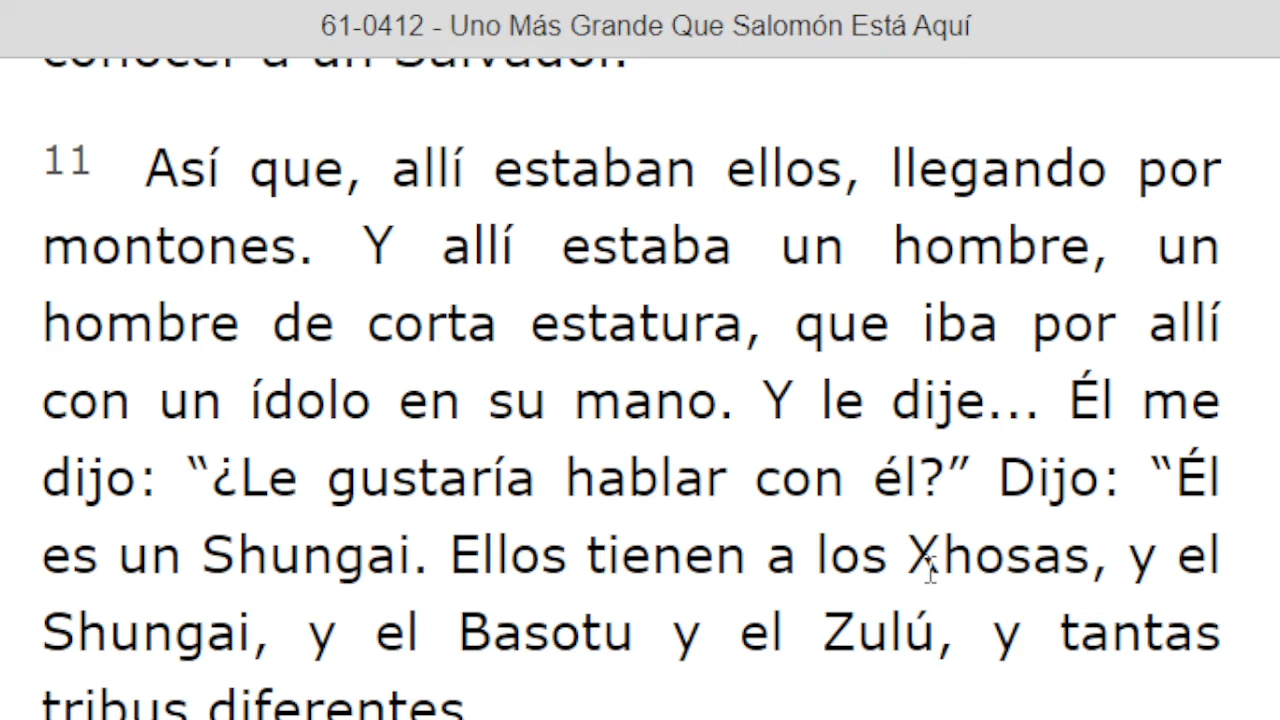 61-0412 - Uno Más Grande Que Salomón Está Aquí
conocer a un Salvador.
11 Así que, allí estaban ellos, llegando por
montones. Y allí estaba un hombre, un
hombre de corta estatura, que iba por allí
con un ídolo en su mano. Y le dije... Él me
dijo: “¿Le gustaría hablar con él?” Dijo: “Él
es un Shungai. Ellos tienen a los Xhosas, y el
Shungai, y el Basotu y el Zulú, y tantas
tribus diferentes